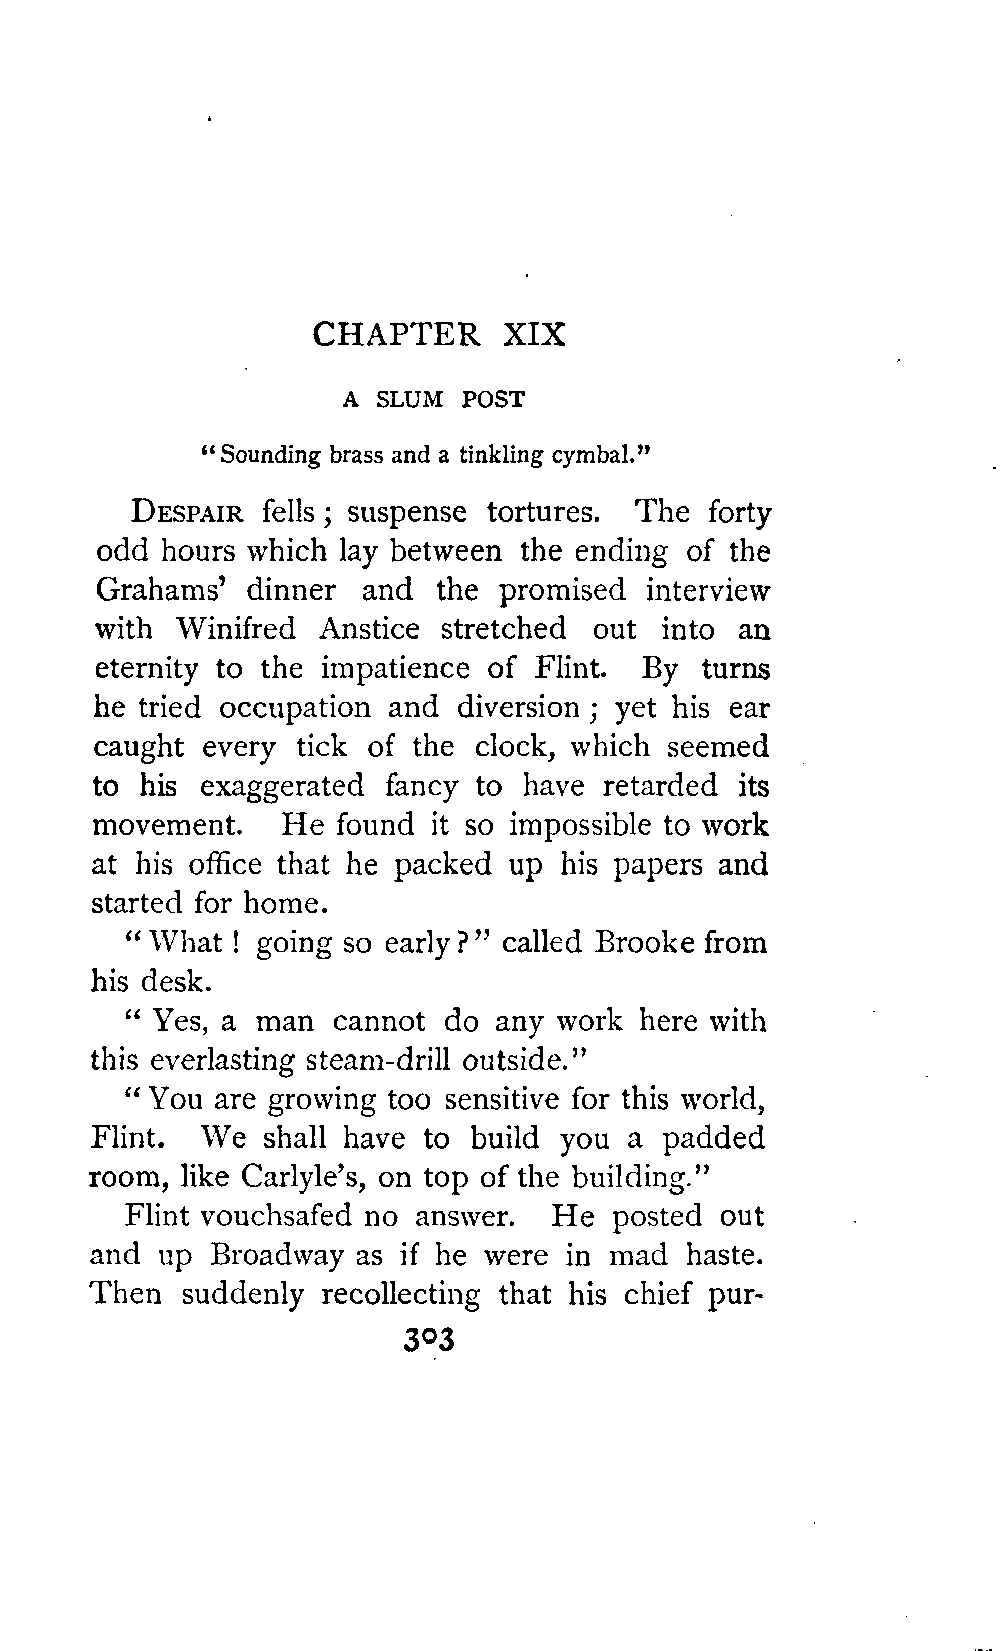 CHAPTER XIX
A SLUM POST
"Sounding brass and a tinkling cymbal."
DESPAIR fells; suspense tortures. The forty
odd hours which lay between the ending of the
Grahams' dinner and the promised interview
with Winifred Anstice stretched out into an
eternity to the impatience of Flint. By turns
he tried occupation and diversion; yet his ear
caught every tick of the clock, which seemed
to his exaggerated fancy to have retarded its
movement. He found it so impossible to work
at his office that he packed up his papers and
started for home.
"What! going so early?" called Brooke from
his desk.
"Yes, a man cannot do any work here with
this everlasting steam-drill outside."
"You are growing too sensitive for this world,
Flint. We shall have to build you a padded
room, like Carlyle's, on top of the building."
Flint vouchsafed no answer. He posted out
and up Broadway as if he were in mad haste.
Then suddenly recollecting that his chief pur-
303